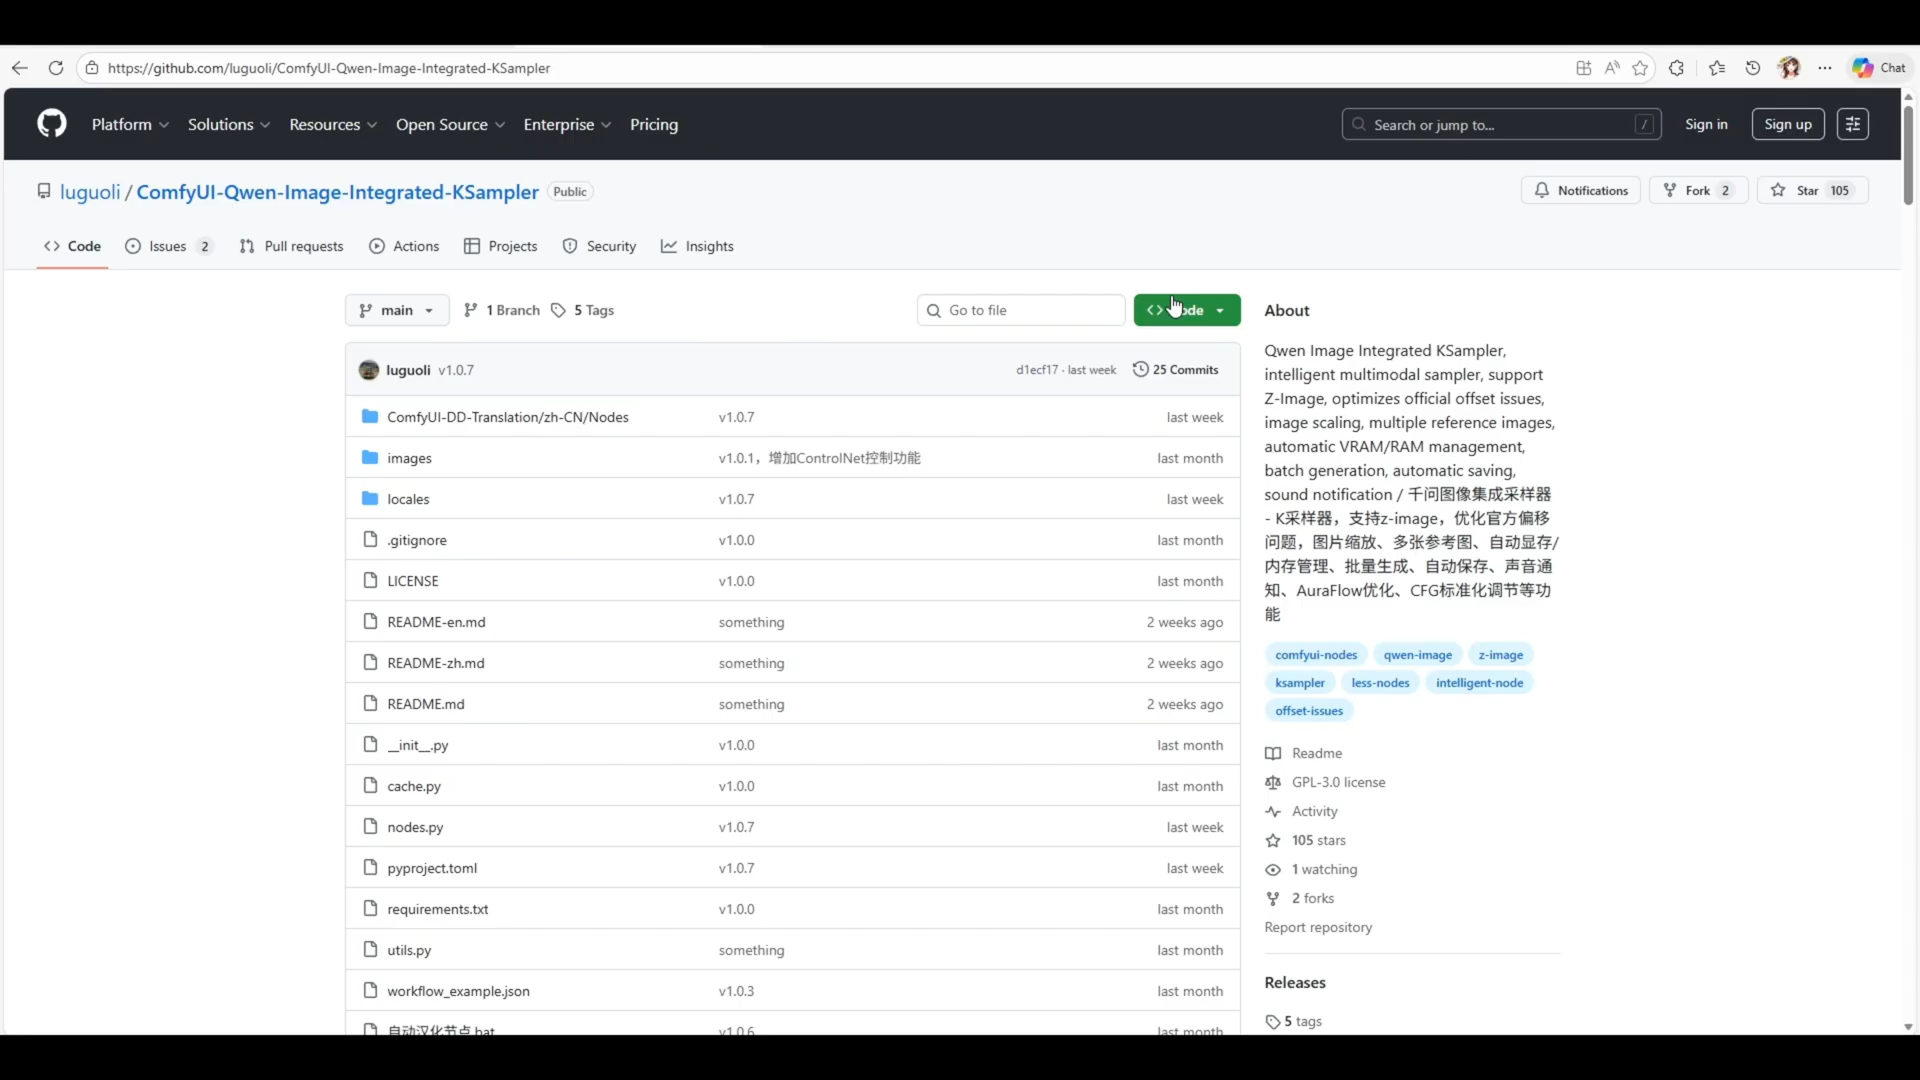 https://github.com/luguoli/ComfyUI-Qwen-Image-Integrated-KSampler
Chat
Platform Solutions Resources Open Source Enterprise Pricing
Search or jump to... /
Sign in
Sign up
luguoli / ComfyUI-Qwen-Image-Integrated-KSampler Public
Notifications
Fork 2
Star 105
Code
Issues 2
Pull requests
Actions
Projects
Security
Insights
main
1 Branch
5 Tags
Go to file
luguoli v1.0.7
d1ecf17 · last week
25 Commits
ComfyUI-DD-Translation/zh-CN/Nodes v1.0.7 last week
images v1.0.1，增加ControlNet控制功能 last month
locales v1.0.7 last week
.gitignore v1.0.0 last month
LICENSE v1.0.0 last month
README-en.md something 2 weeks ago
README-zh.md something 2 weeks ago
README.md something 2 weeks ago
__init__.py v1.0.0 last month
cache.py v1.0.0 last month
nodes.py v1.0.7 last week
pyproject.toml v1.0.7 last week
requirements.txt v1.0.0 last month
utils.py something last month
workflow_example.json v1.0.3 last month
自动汉化节点.bat v1.0.6 last month
About
Qwen Image Integrated KSampler,
intelligent multimodal sampler, support
Z-Image, optimizes official offset issues,
image scaling, multiple reference images,
automatic VRAM/RAM management,
batch generation, automatic saving,
sound notification / 千问图像集成采样器
- K采样器，支持z-image，优化官方偏移
问题，图片缩放、多张参考图、自动显存/
内存管理、批量生成、自动保存、声音通
知、AuraFlow优化、CFG标准化调节等功
能
comfyui-nodes qwen-image z-image
ksampler less-nodes intelligent-node
offset-issues
Readme
GPL-3.0 license
Activity
105 stars
1 watching
2 forks
Report repository
Releases
5 tags